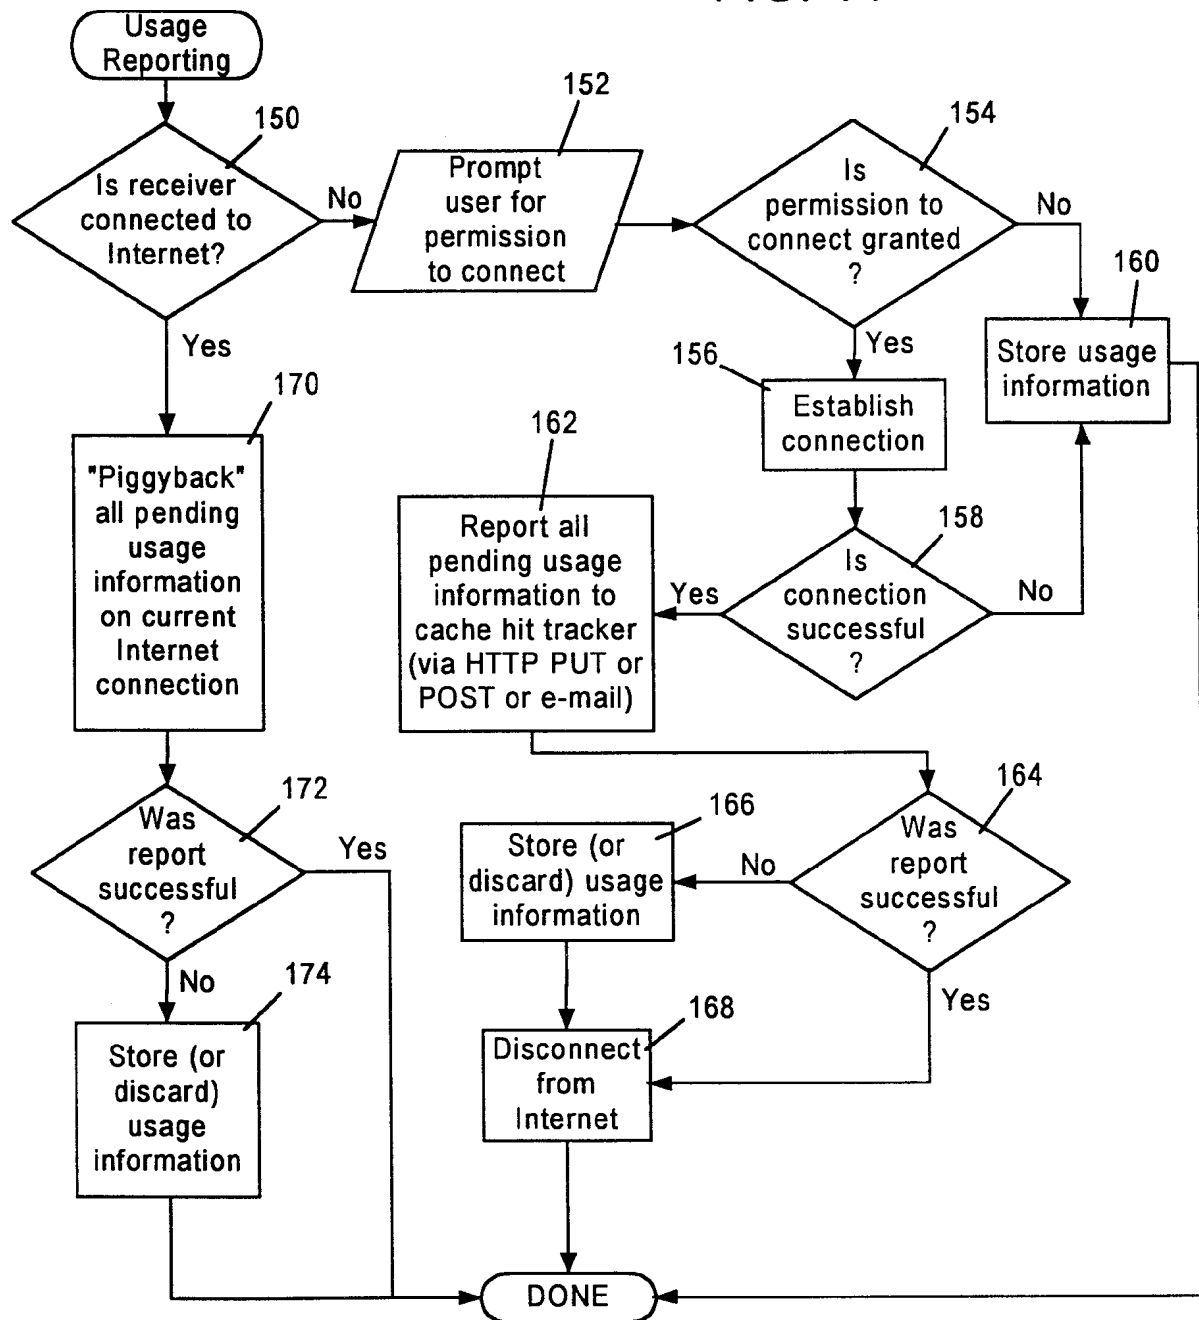 Usage
Reporting
150
Is receiver
connected to
Internet?
No
Yes
152
Prompt
user for
permission
to connect
154
Is
permission to
connect granted
?
No
Yes
160
Store usage
information
156
Establish
connection
158
Is
connection
successful
?
No
Yes
162
Report all
pending usage
information to
cache hit tracker
(via HTTP PUT or
POST or e-mail)
164
Was
report
successful
?
No
Yes
166
Store (or
discard) usage
information
168
Disconnect
from
Internet
170
"Piggyback"
all pending
usage
information
on current
Internet
connection
172
Was
report
successful
?
Yes
No
174
Store (or
discard)
usage
information
DONE